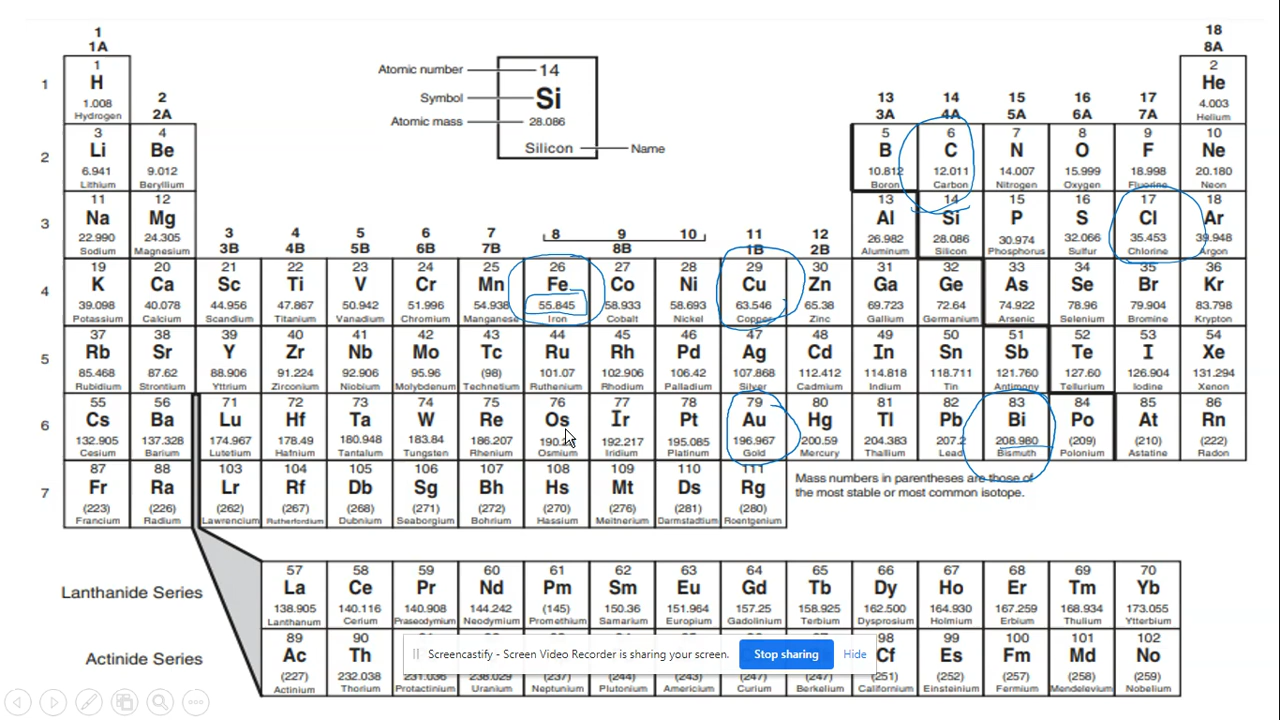 1 18
1A 8A
1 2
H He
1.008 4.003
Hydrogen Helium
Atomic number 14
Symbol Si
Atomic mass 28.086
Silicon Name
1
2 13 14 15 16 17
2A 3A 4A 5A 6A 7A
3 4 5 6 7 8 9 10
2 Li Be B C N O F Ne
6.941 9.012 10.812 12.011 14.007 15.999 18.998 20.180
Lithium Beryllium Boron Carbon Nitrogen Oxygen Fluorine Neon
11 12 13 14 15 16 17 18
3 Na Mg Al Si P S Cl Ar
22.990 24.305 26.982 28.086 30.974 32.066 35.453 39.948
Sodium Magnesium Aluminum Silicon Phosphorus Sulfur Chlorine Argon
3 4 5 6 7 8 9 10 11 12
3B 4B 5B 6B 7B 8B 1B 2B
19 20 21 22 23 24 25 26 27 28 29 30 31 32 33 34 35 36
4 K Ca Sc Ti V Cr Mn Fe Co Ni Cu Zn Ga Ge As Se Br Kr
39.098 40.078 44.956 47.867 50.942 51.996 54.938 55.845 58.933 58.693 63.546 65.38 69.723 72.64 74.922 78.96 79.904 83.798
Potassium Calcium Scandium Titanium Vanadium Chromium Manganese Iron Cobalt Nickel Copper Zinc Gallium Germanium Arsenic Selenium Bromine Krypton
37 38 39 40 41 42 43 44 45 46 47 48 49 50 51 52 53 54
5 Rb Sr Y Zr Nb Mo Tc Ru Rh Pd Ag Cd In Sn Sb Te I Xe
85.468 87.62 88.906 91.224 92.906 95.96 (98) 101.07 102.906 106.42 107.868 112.412 114.818 118.711 121.760 127.60 126.904 131.294
Rubidium Strontium Yttrium Zirconium Niobium Molybdenum Technetium Ruthenium Rhodium Palladium Silver Cadmium Indium Tin Antimony Tellurium Iodine Xenon
55 56 71 72 73 74 75 76 77 78 79 80 81 82 83 84 85 86
6 Cs Ba Lu Hf Ta W Re Os Ir Pt Au Hg Tl Pb Bi Po At Rn
132.905 137.328 174.967 178.49 180.948 183.84 186.207 190.2 192.217 195.085 196.967 200.59 204.383 207.2 208.980 (209) (210) (222)
Cesium Barium Lutetium Hafnium Tantalum Tungsten Rhenium Osmium Iridium Platinum Gold Mercury Thallium Lead Bismuth Polonium Astatine Radon
87 88 103 104 105 106 107 108 109 110 111
7 Fr Ra Lr Rf Db Sg Bh Hs Mt Ds Rg
(223) (226) (262) (267) (268) (271) (272) (270) (276) (281) (280)
Francium Radium Lawrencium Rutherfordium Dubnium Seaborgium Bohrium Hassium Meitnerium Darmstadtium Roentgenium
Mass numbers in parentheses are those of
the most stable or most common isotope.
57 58 59 60 61 62 63 64 65 66 67 68 69 70
Lanthanide Series La Ce Pr Nd Pm Sm Eu Gd Tb Dy Ho Er Tm Yb
138.905 140.116 140.908 144.242 (145) 150.36 151.964 157.25 158.925 162.500 164.930 167.259 168.934 173.055
Lanthanum Cerium Praseodymium Neodymium Promethium Samarium Europium Gadolinium Terbium Dysprosium Holmium Erbium Thulium Ytterbium
89 90 98 99 100 101 102
Actinide Series Ac Th Cf Es Fm Md No
(227) 232.038 231.036 238.029 (237) (244) (243) (247) (247) (251) (252) (257) (258) (259)
Actinium Thorium Protactinium Uranium Neptunium Plutonium Americium Curium Berkelium Californium Einsteinium Fermium Mendelevium Nobelium
Screencastify - Screen Video Recorder is sharing your screen. Stop sharing Hide